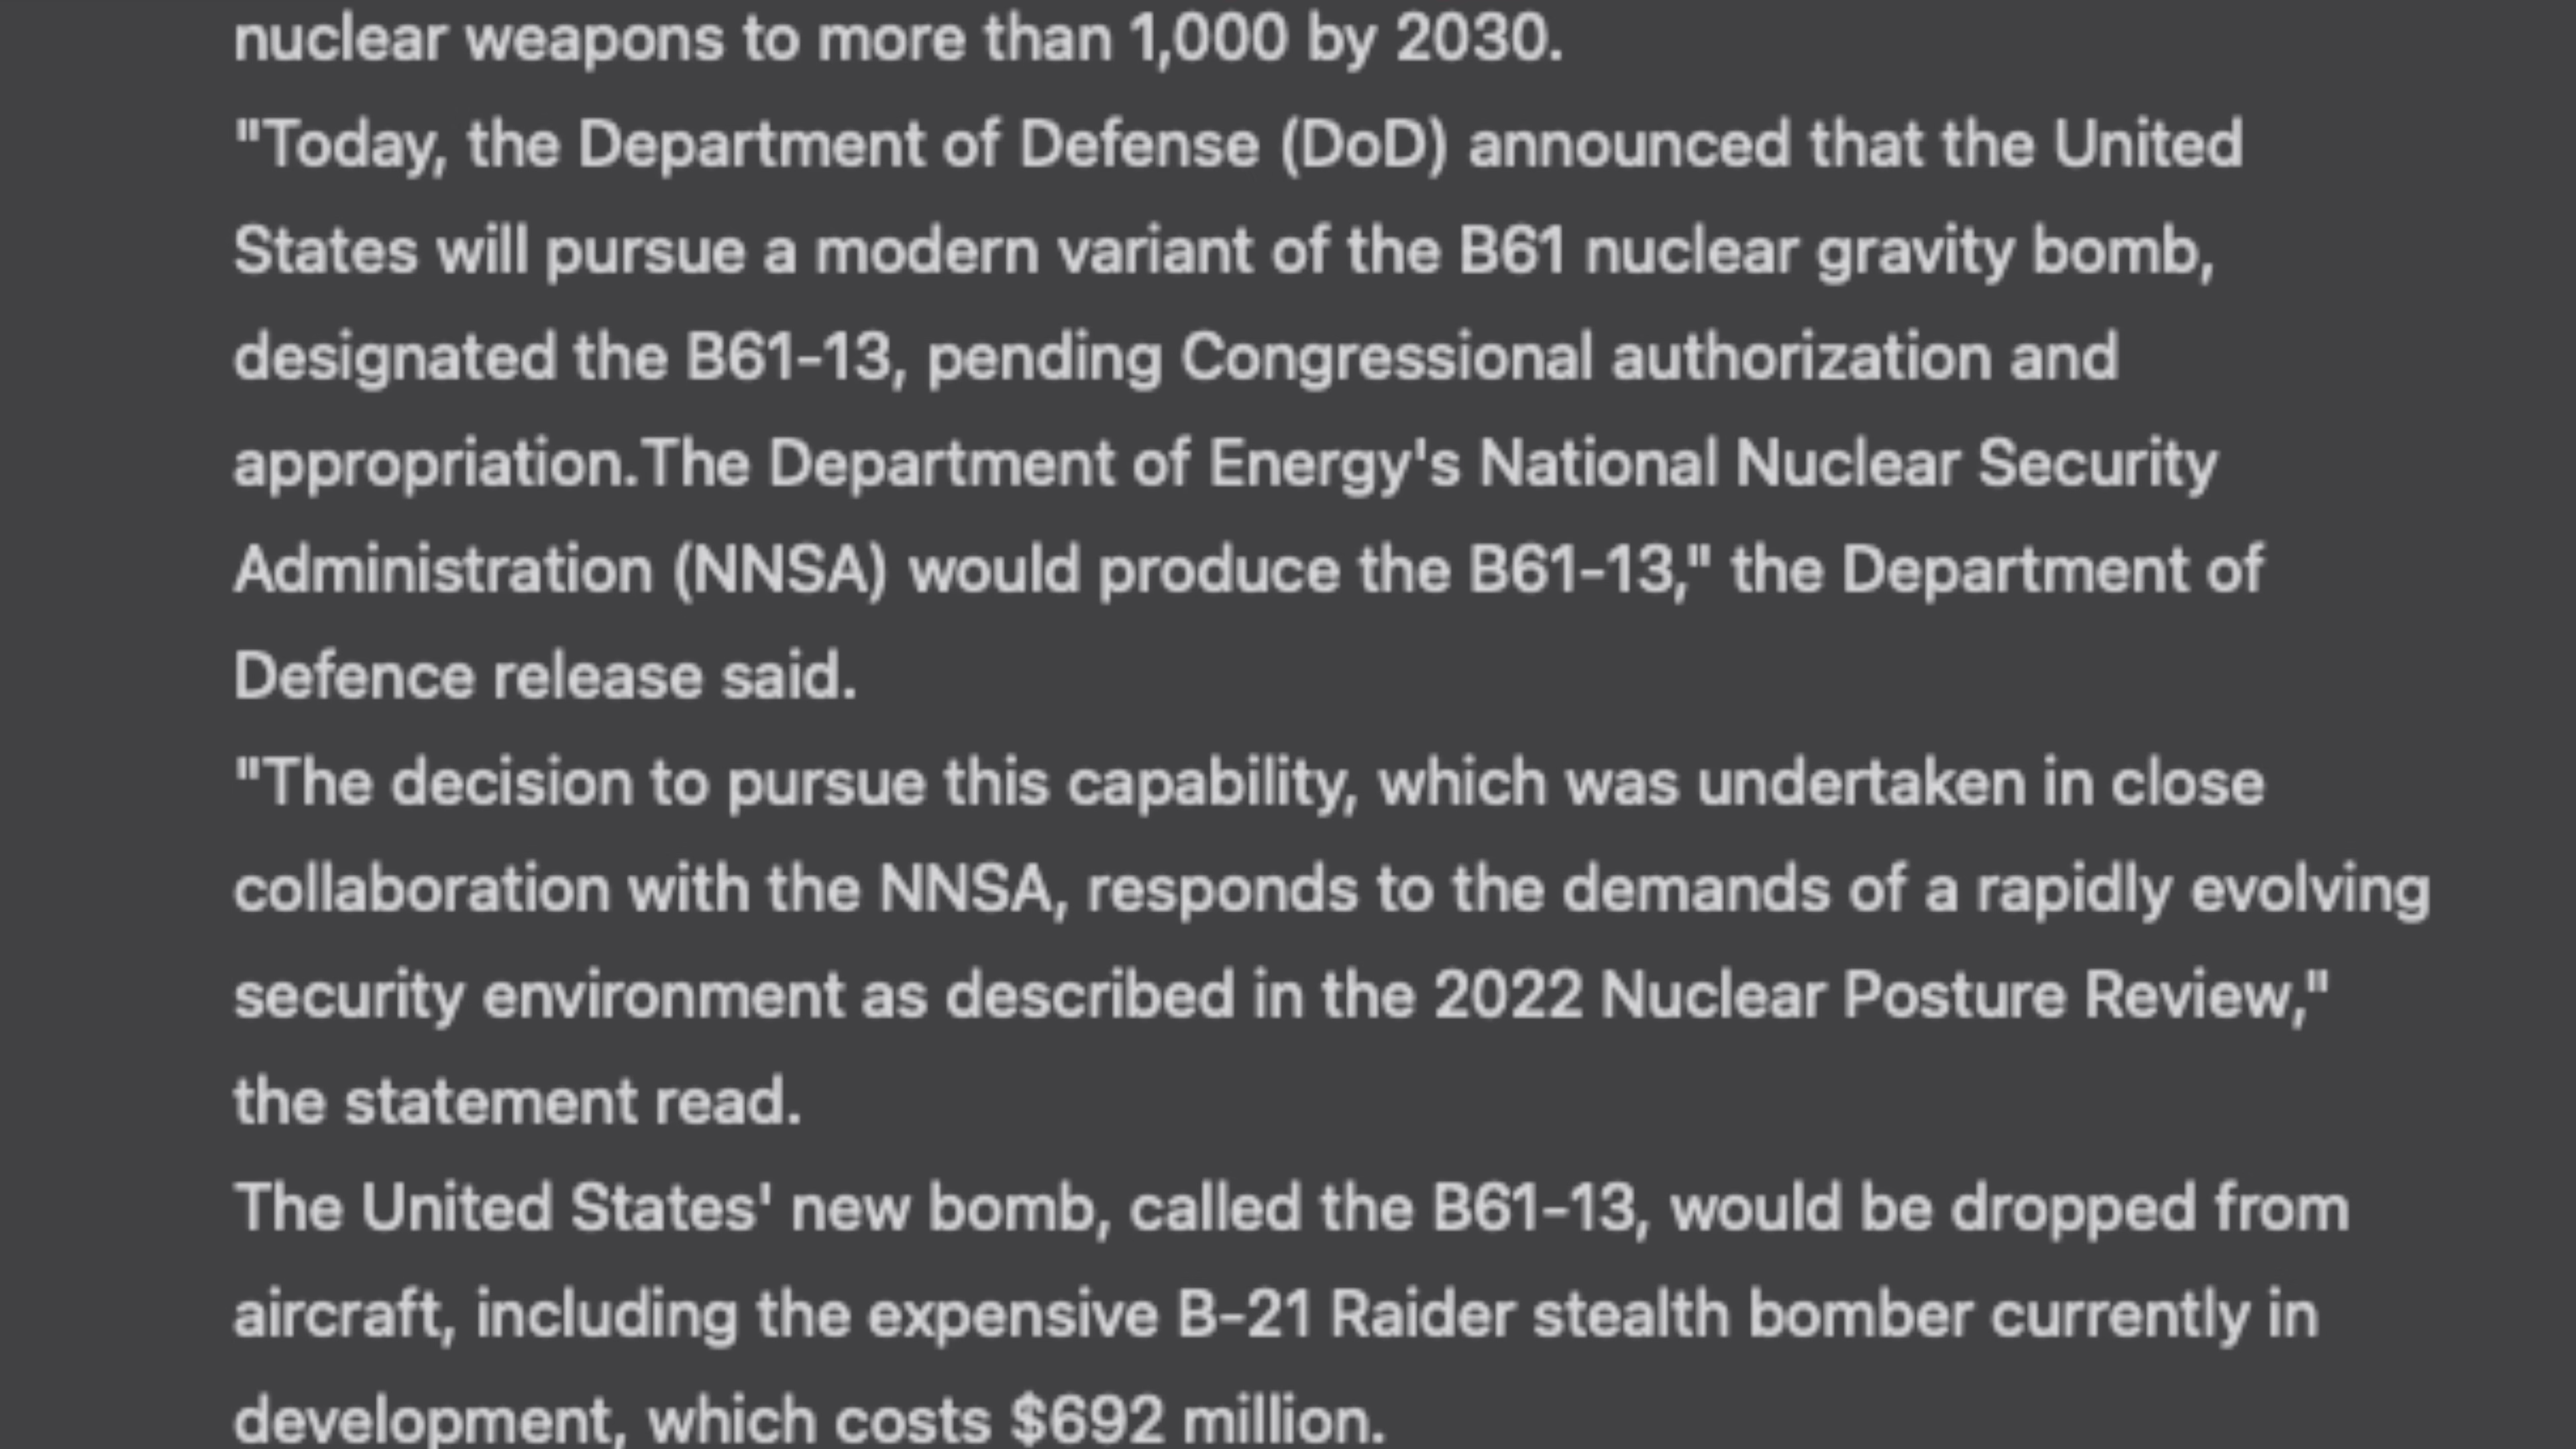 nuclear weapons to more than 1,000 by 2030.
"Today, the Department of Defense (DoD) announced that the United
States will pursue a modern variant of the B61 nuclear gravity bomb,
designated the B61-13, pending Congressional authorization and
appropriation.The Department of Energy's National Nuclear Security
Administration (NNSA) would produce the B61-13," the Department of
Defence release said.
"The decision to pursue this capability, which was undertaken in close
collaboration with the NNSA, responds to the demands of a rapidly evolving
security environment as described in the 2022 Nuclear Posture Review,"
the statement read.
The United States' new bomb, called the B61-13, would be dropped from
aircraft, including the expensive B-21 Raider stealth bomber currently in
development, which costs $692 million.